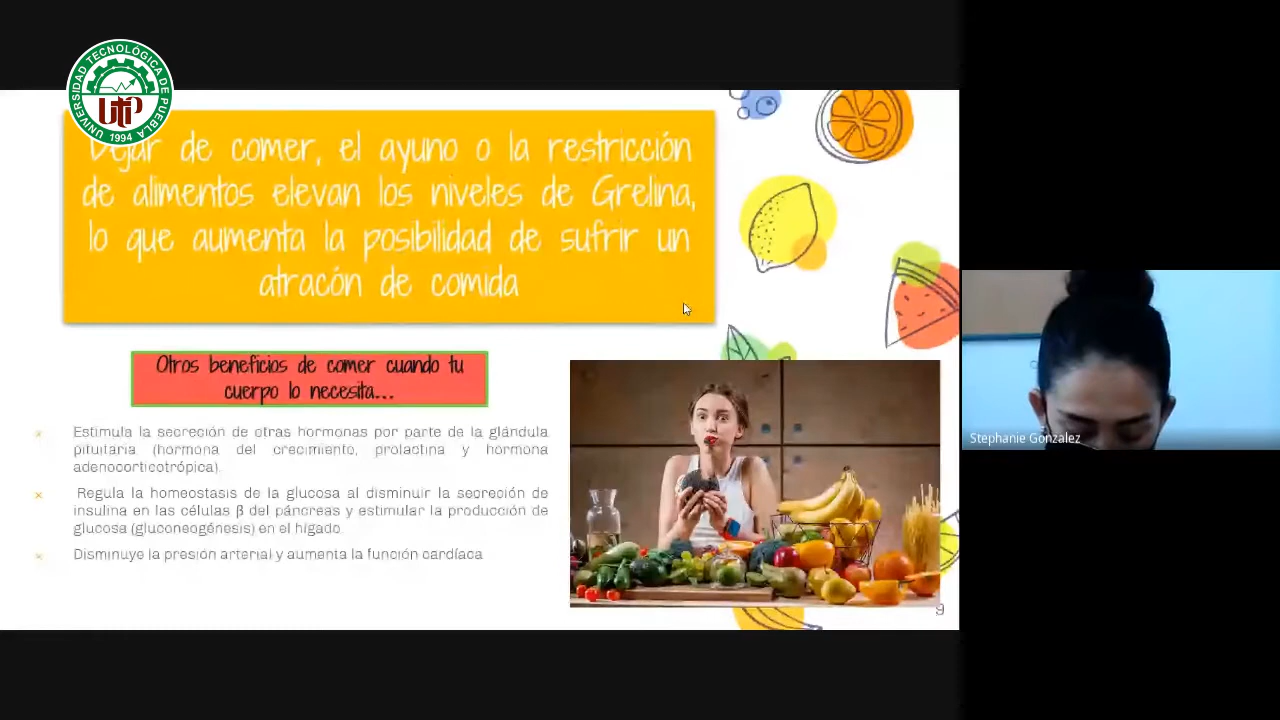 UNIVERSIDAD TECNOLÓGICA DE PUEBLA
UTP
1994
Dejar de comer, el ayuno o la restricción
de alimentos elevan los niveles de Grelina,
lo que aumenta la posibilidad de sufrir un
atracón de comida
Otros beneficios de comer cuando tu
cuerpo lo necesita...
Estimula la secreción de otras hormonas por parte de la glándula
pituitaria (hormona del crecimiento, prolactina y hormona
adenocorticotrópica).
Regula la homeostasis de la glucosa al disminuir la secreción de
insulina en las células β del páncreas y estimular la producción de
glucosa (gluconeogénesis) en el hígado.
Disminuye la presión arterial y aumenta la función cardíaca
9
Stephanie Gonzalez